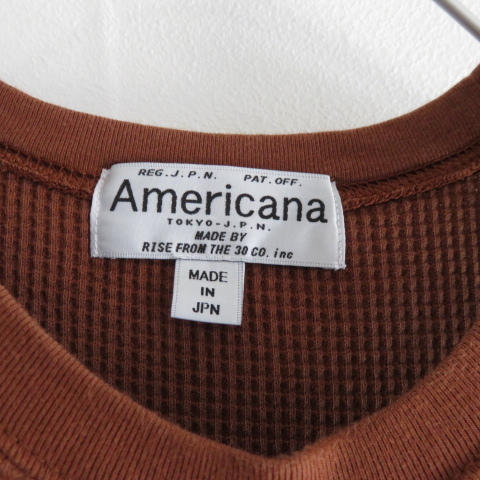 REG.J.P.N. PAT.OFF.
Americana
TOKYO-J.P.N.
MADE BY
RISE FROM THE 30 CO. inc
MADE
IN
JPN